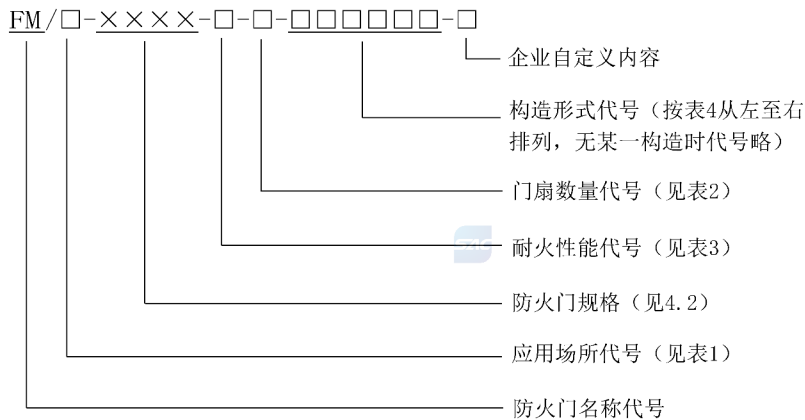 FM/□-××××-□-□-□□□□□□-□
企业自定义内容
构造形式代号（按表4从左至右
排列，无某一构造时代号略）
门扇数量代号（见表2）
耐火性能代号（见表3）
防火门规格（见4.2）
应用场所代号（见表1）
防火门名称代号